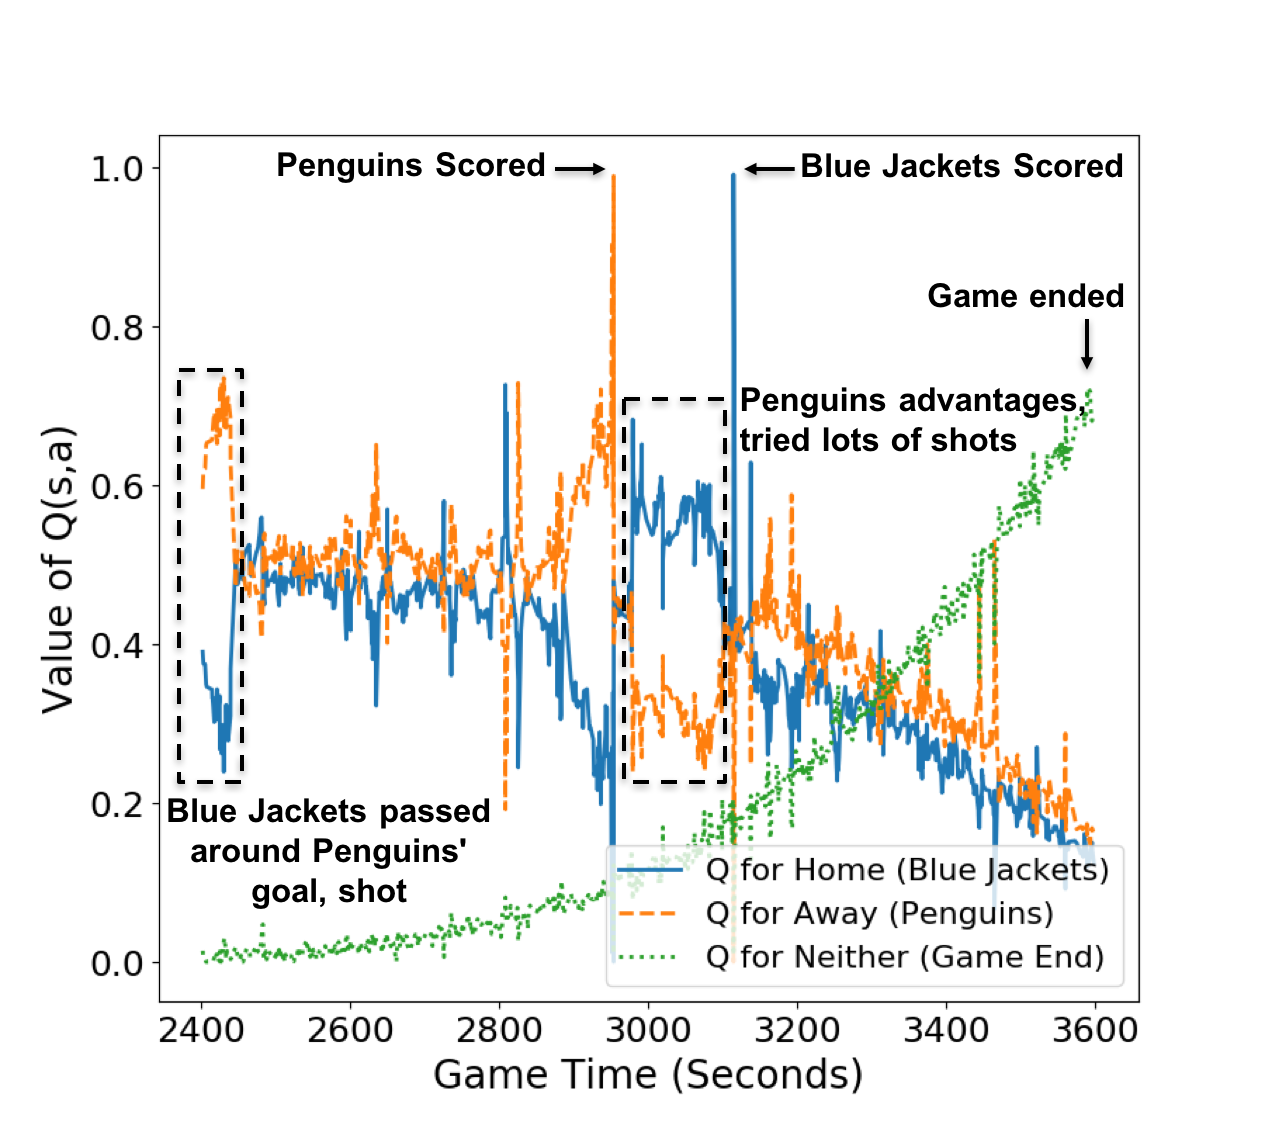 Penguins Scored
Blue Jackets Scored
Game ended
Penguins advantages,
tried lots of shots
Blue Jackets passed
around Penguins'
goal, shot
Q for Home (Blue Jackets)
Q for Away (Penguins)
Q for Neither (Game End)
Value of Q(s,a)
1.0
0.8
0.6
0.4
0.2
0.0
2400 2600 2800 3000 3200 3400 3600
Game Time (Seconds)